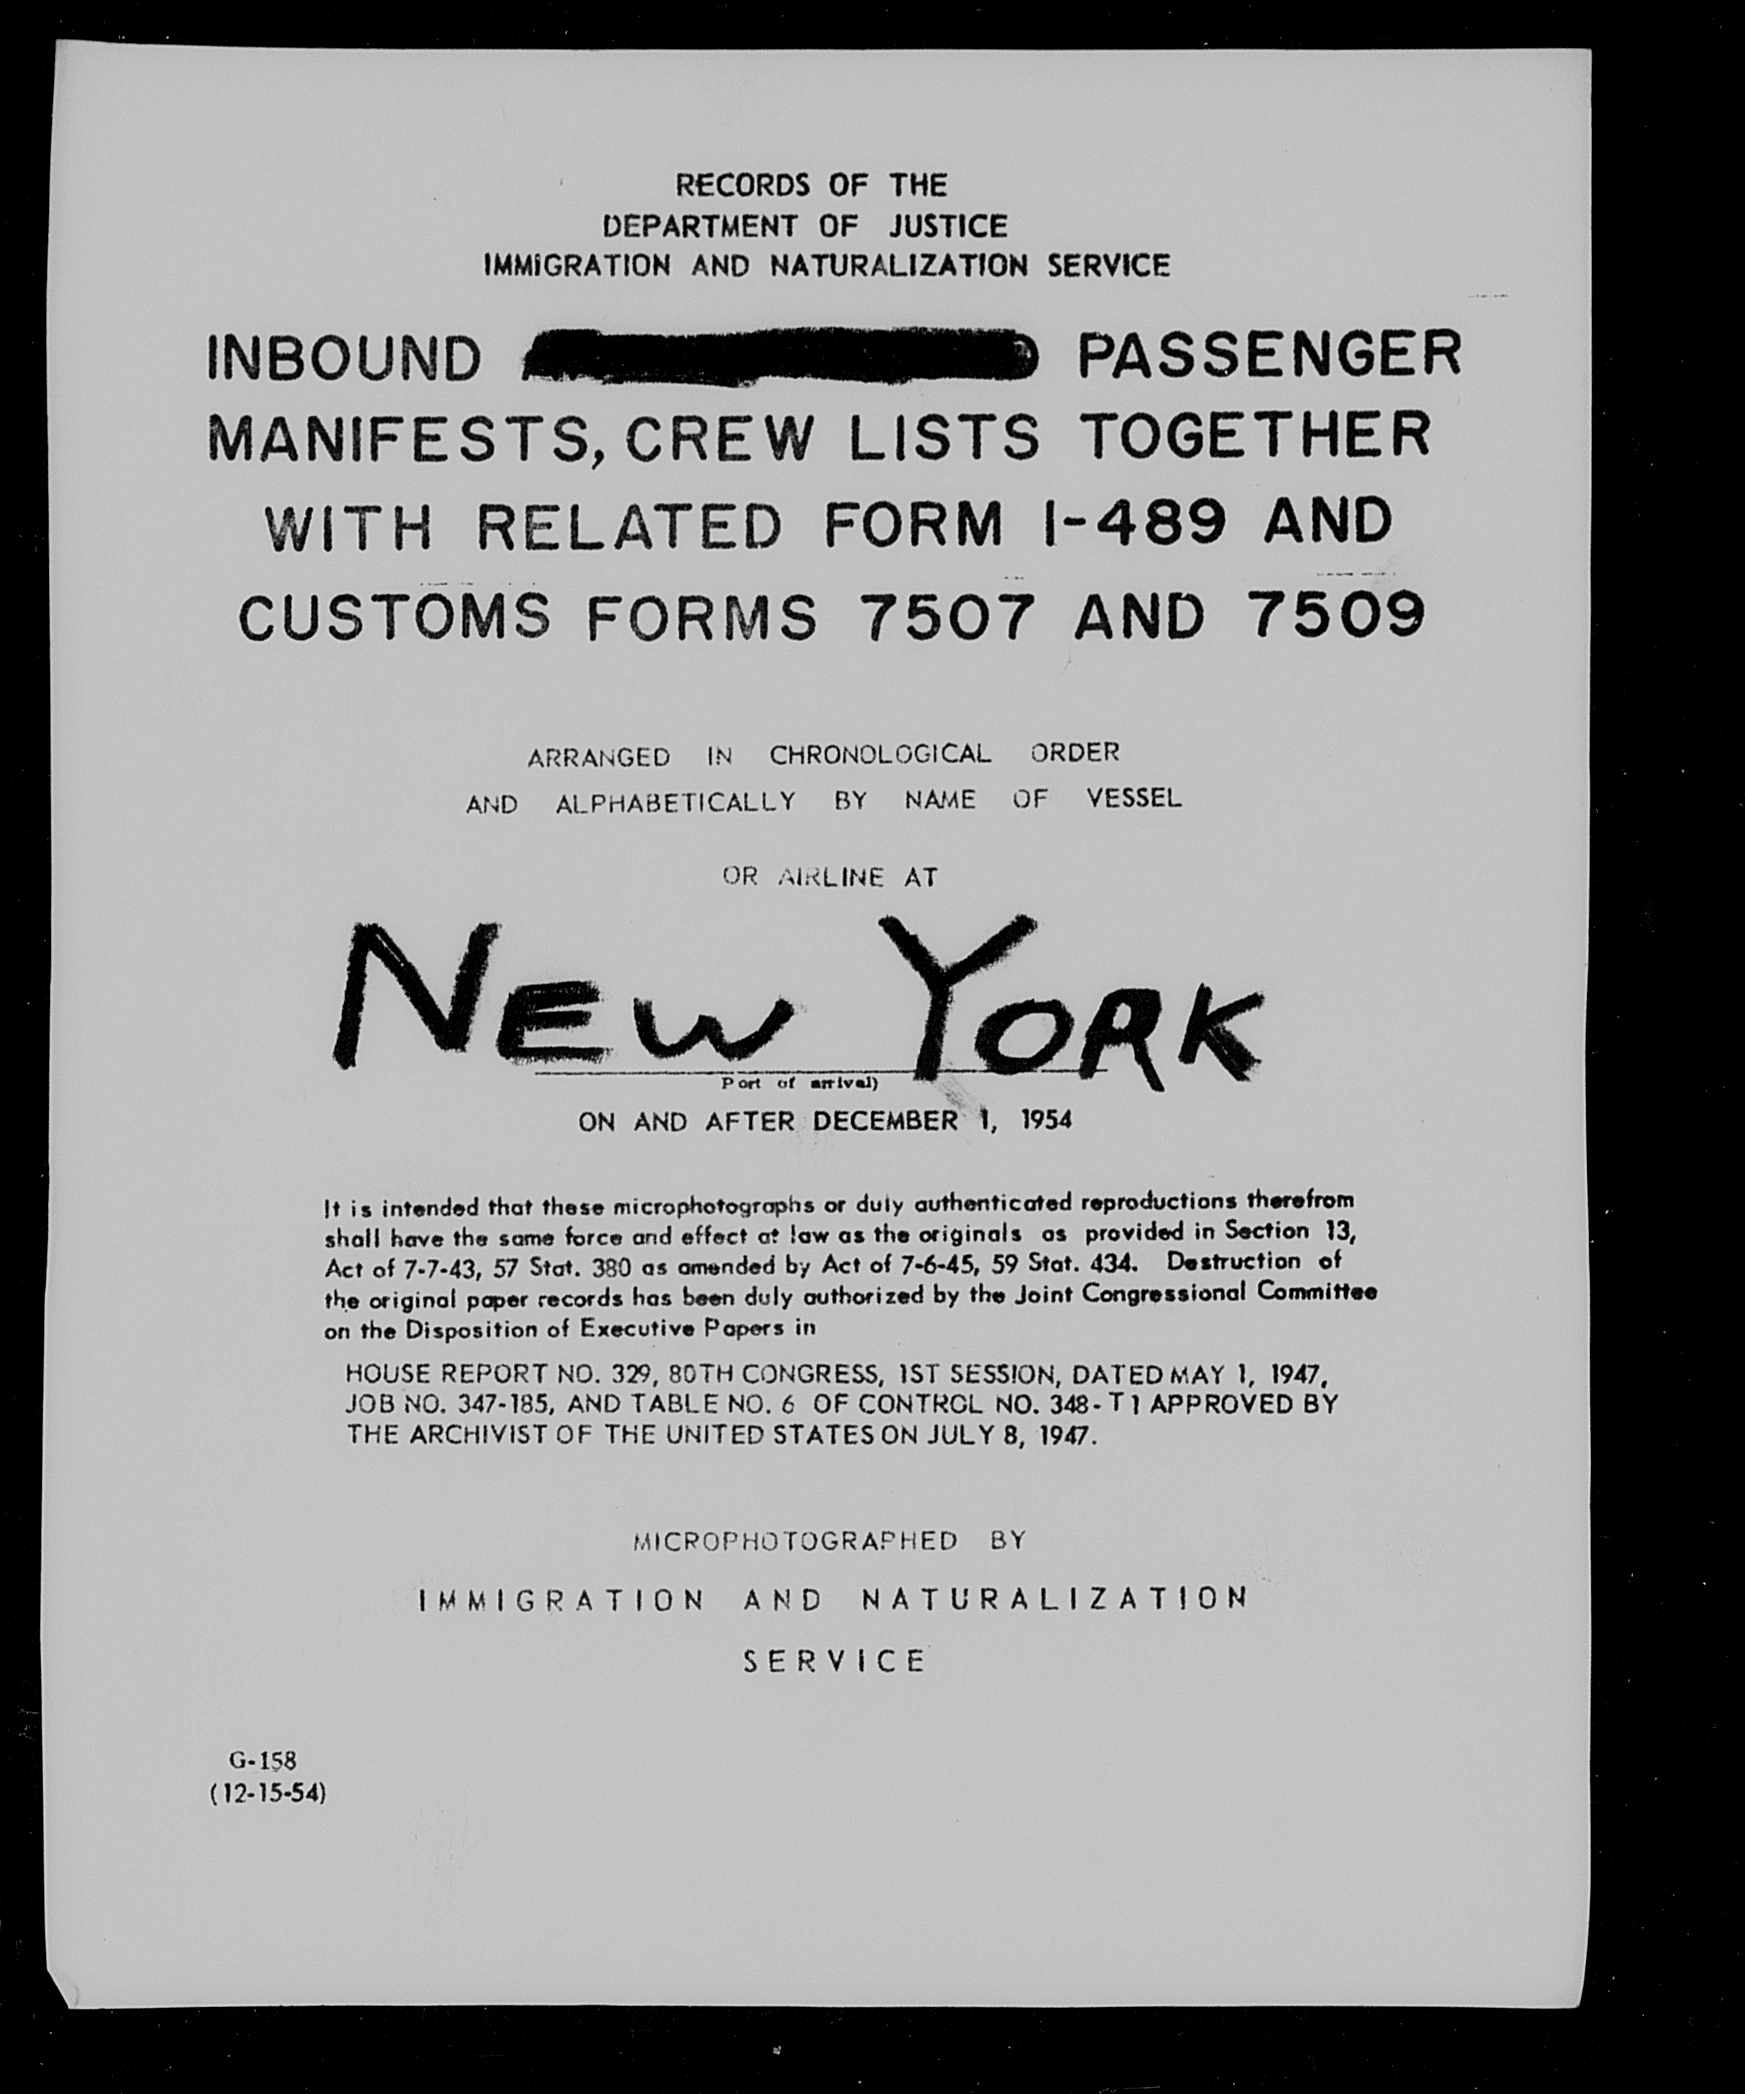 RECORDS OF THE
DEPARTMENT OF JUSTICE
IMMIGRATION AND NATURALIZATION SERVICE
INBOUND PASSENGER
MANIFESTS, CREW LISTS TOGETHER
WITH RELATED FORM I-489 AND
CUSTOMS FORMS 7507 AND 7509
ARRANGED IN CHRONOLOGICAL ORDER
AND ALPHABETICALLY BY NAME OF VESSEL
OR AIRLINE AT
NEW YORK
Port of arrival)
ON AND AFTER DECEMBER 1, 1954
It is intended that these microphotographs or duly authenticated reproductions therefrom
shall have the same force and effect at law as the originals as provided in Section 13,
Act of 7-7-43, 57 Stat. 380 as amended by Act of 7-6-45, 59 Stat. 434. Destruction of
the original paper records has been duly authorized by the Joint Congressional Committee
on the Disposition of Executive Papers in
HOUSE REPORT NO. 329, 80TH CONGRESS, 1ST SESSION, DATED MAY 1, 1947,
JOB NO. 347-185, AND TABLE NO. 6 OF CONTROL NO. 348-T1 APPROVED BY
THE ARCHIVIST OF THE UNITED STATES ON JULY 8, 1947.
MICROPHOTOGRAPHED BY
IMMIGRATION AND NATURALIZATION
SERVICE
G-158
(12-15-54)